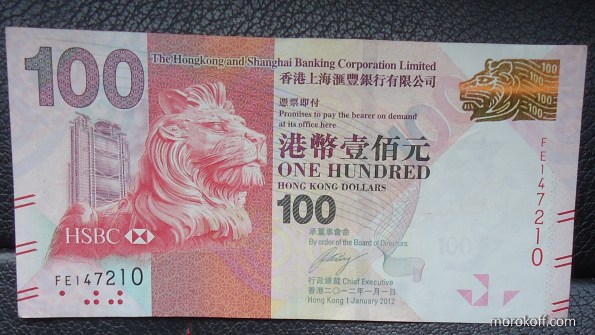 100
The Hongkong and Shanghai Banking Corporation Limited
香港上海滙豐銀行有限公司
憑票即付
Promises to pay the bearer on demand
at its office here
港幣壹佰元
ONE HUNDRED
HONG KONG DOLLARS
100
承董事會命
By order of the Board of Directors
行政總裁 Chief Executive
香港二〇一二年一月一日
Hong Kong 1 January 2012
HSBC
FE147210
100
100
100
100
FE147210
100
morokoff.com